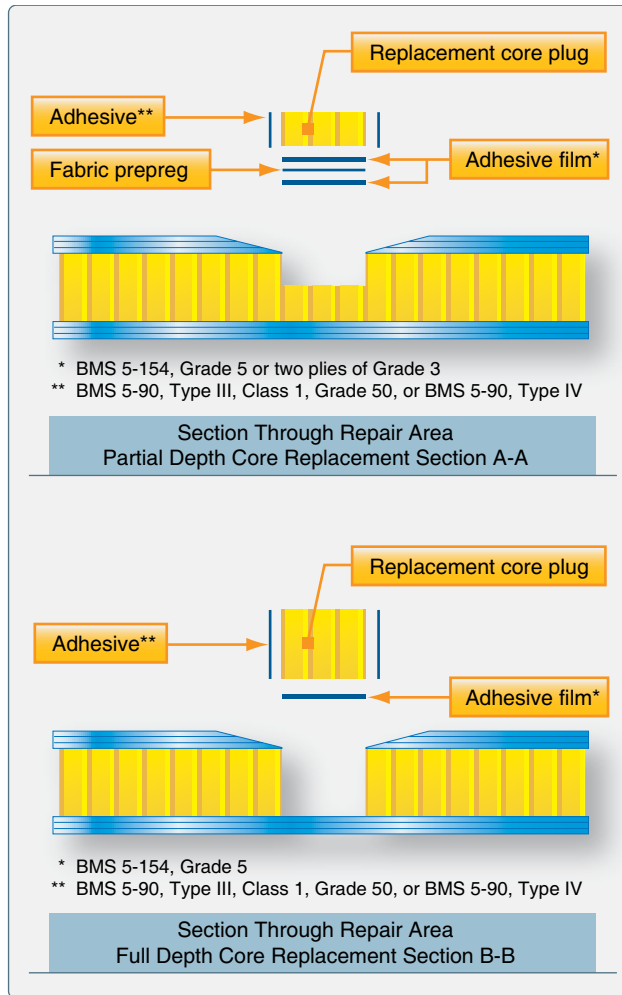 Replacement core plug
Adhesive**
Fabric prepreg
Adhesive film*
* BMS 5-154, Grade 5 or two plies of Grade 3
** BMS 5-90, Type III, Class 1, Grade 50, or BMS 5-90, Type IV
Section Through Repair Area
Partial Depth Core Replacement Section A-A
Replacement core plug
Adhesive**
Adhesive film*
* BMS 5-154, Grade 5
** BMS 5-90, Type III, Class 1, Grade 50, or BMS 5-90, Type IV
Section Through Repair Area
Full Depth Core Replacement Section B-B